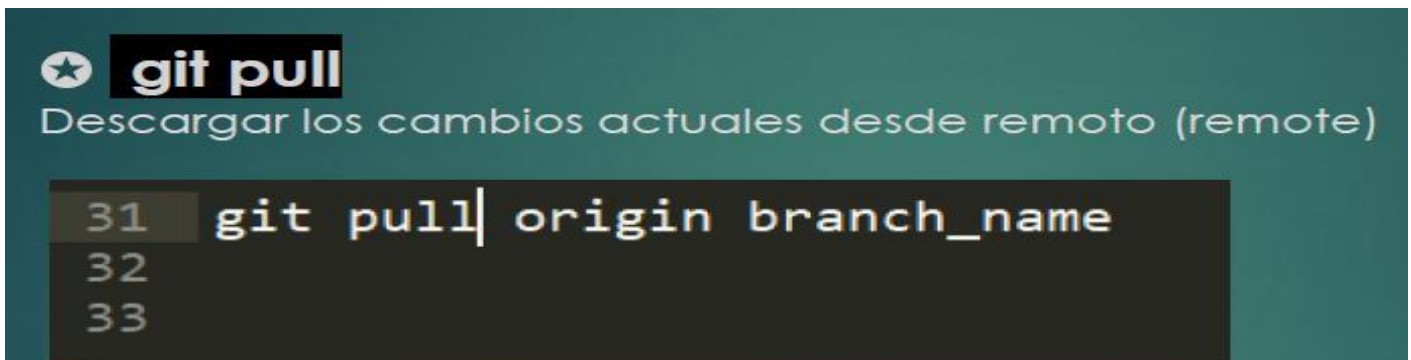 ✪ git pull
Descargar los cambios actuales desde remoto (remote)
31 git pull origin branch_name
32
33